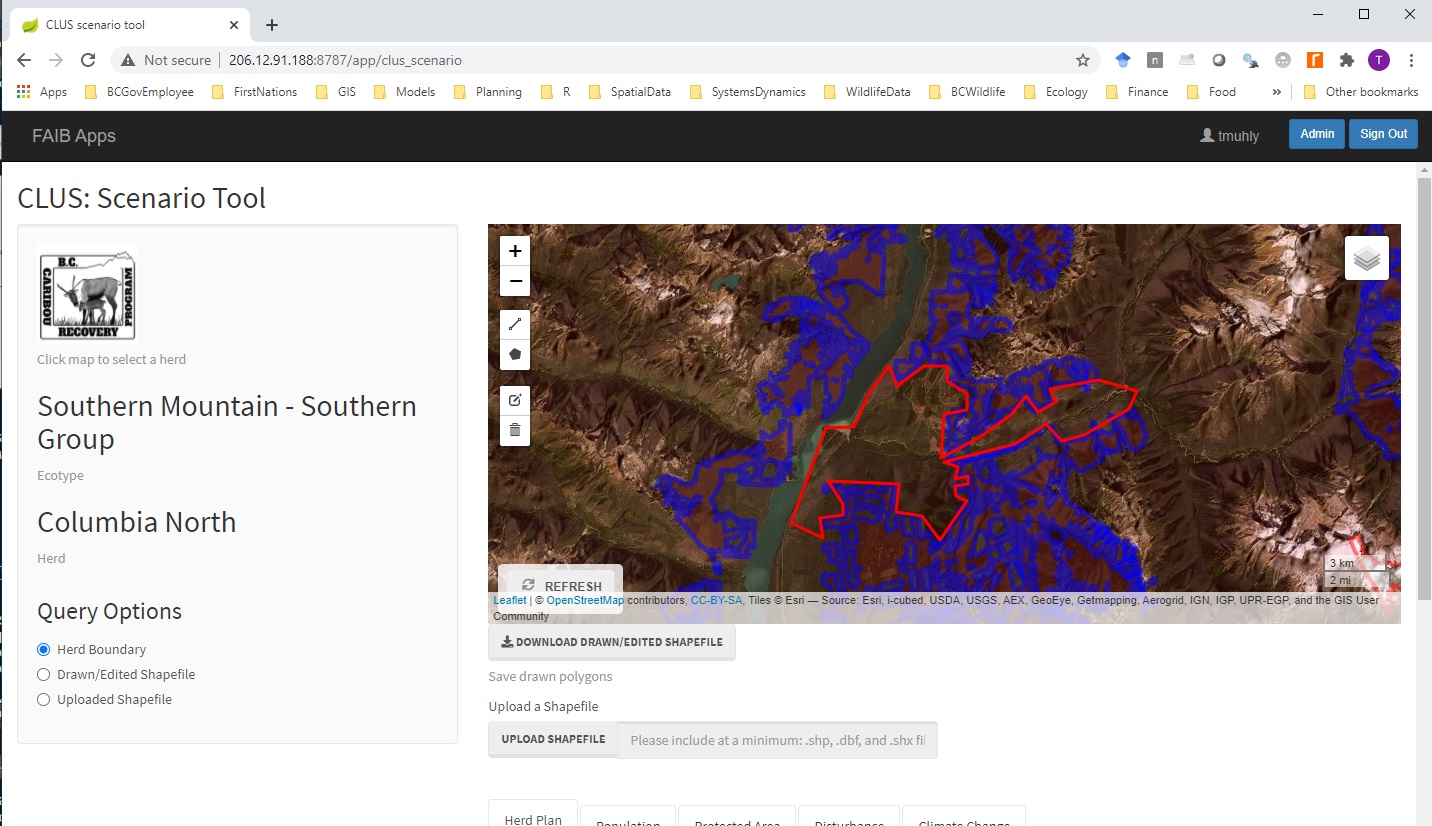 CLUS scenario tool
Not secure
206.12.91.188:8787/app/clus_scenario
n
T
Apps
BCGovEmployee
FirstNations
GIS
Models
Planning
R
SpatialData
SystemsDynamics
WildlifeData
BCWildlife
Ecology
Finance
Food
»
Other bookmarks
FAIB Apps
tmuhly
Admin
Sign Out
CLUS: Scenario Tool
B.C.
CARIBOU
PROGRAM
RECOVERY
Click map to select a herd
Southern Mountain - Southern
Group
Ecotype
Columbia North
Herd
Query Options
Herd Boundary
Drawn/Edited Shapefile
Uploaded Shapefile
+
−
3 km
2 mi
REFRESH
Leaflet | © OpenStreetMap contributors, CC-BY-SA, Tiles © Esri — Source: Esri, i-cubed, USDA, USGS, AEX, GeoEye, Getmapping, Aerogrid, IGN, IGP, UPR-EGP, and the GIS User
Community
DOWNLOAD DRAWN/EDITED SHAPEFILE
Save drawn polygons
Upload a Shapefile
UPLOAD SHAPEFILE
Please include at a minimum: .shp, .dbf, and .shx fil
Herd Plan
Population
Protected Area
Disturbance
Climate Change